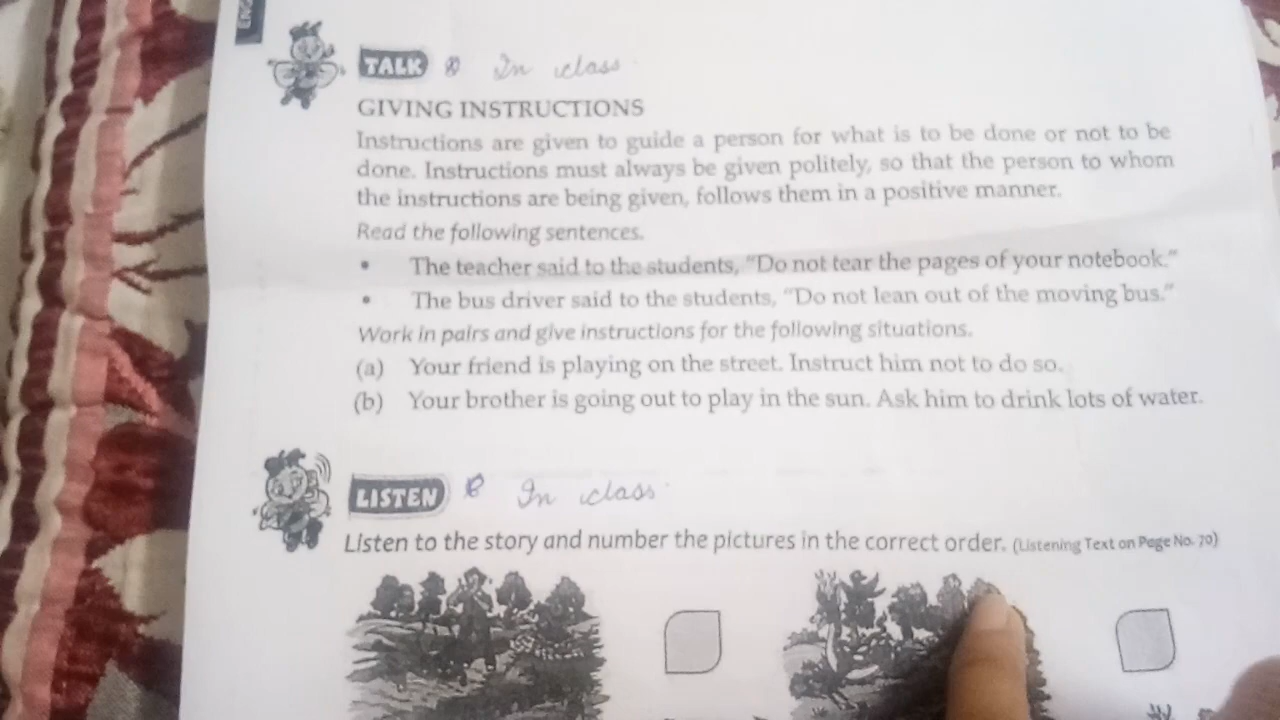 ENG
TALK In class
GIVING INSTRUCTIONS
Instructions are given to guide a person for what is to be done or not to be
done. Instructions must always be given politely, so that the person to whom
the instructions are being given, follows them in a positive manner.
Read the following sentences.
• The teacher said to the students, “Do not tear the pages of your notebook.”
• The bus driver said to the students, “Do not lean out of the moving bus.”
Work in pairs and give instructions for the following situations.
(a) Your friend is playing on the street. Instruct him not to do so.
(b) Your brother is going out to play in the sun. Ask him to drink lots of water.
LISTEN In class
Listen to the story and number the pictures in the correct order. (Listening Text on Page No. 70)